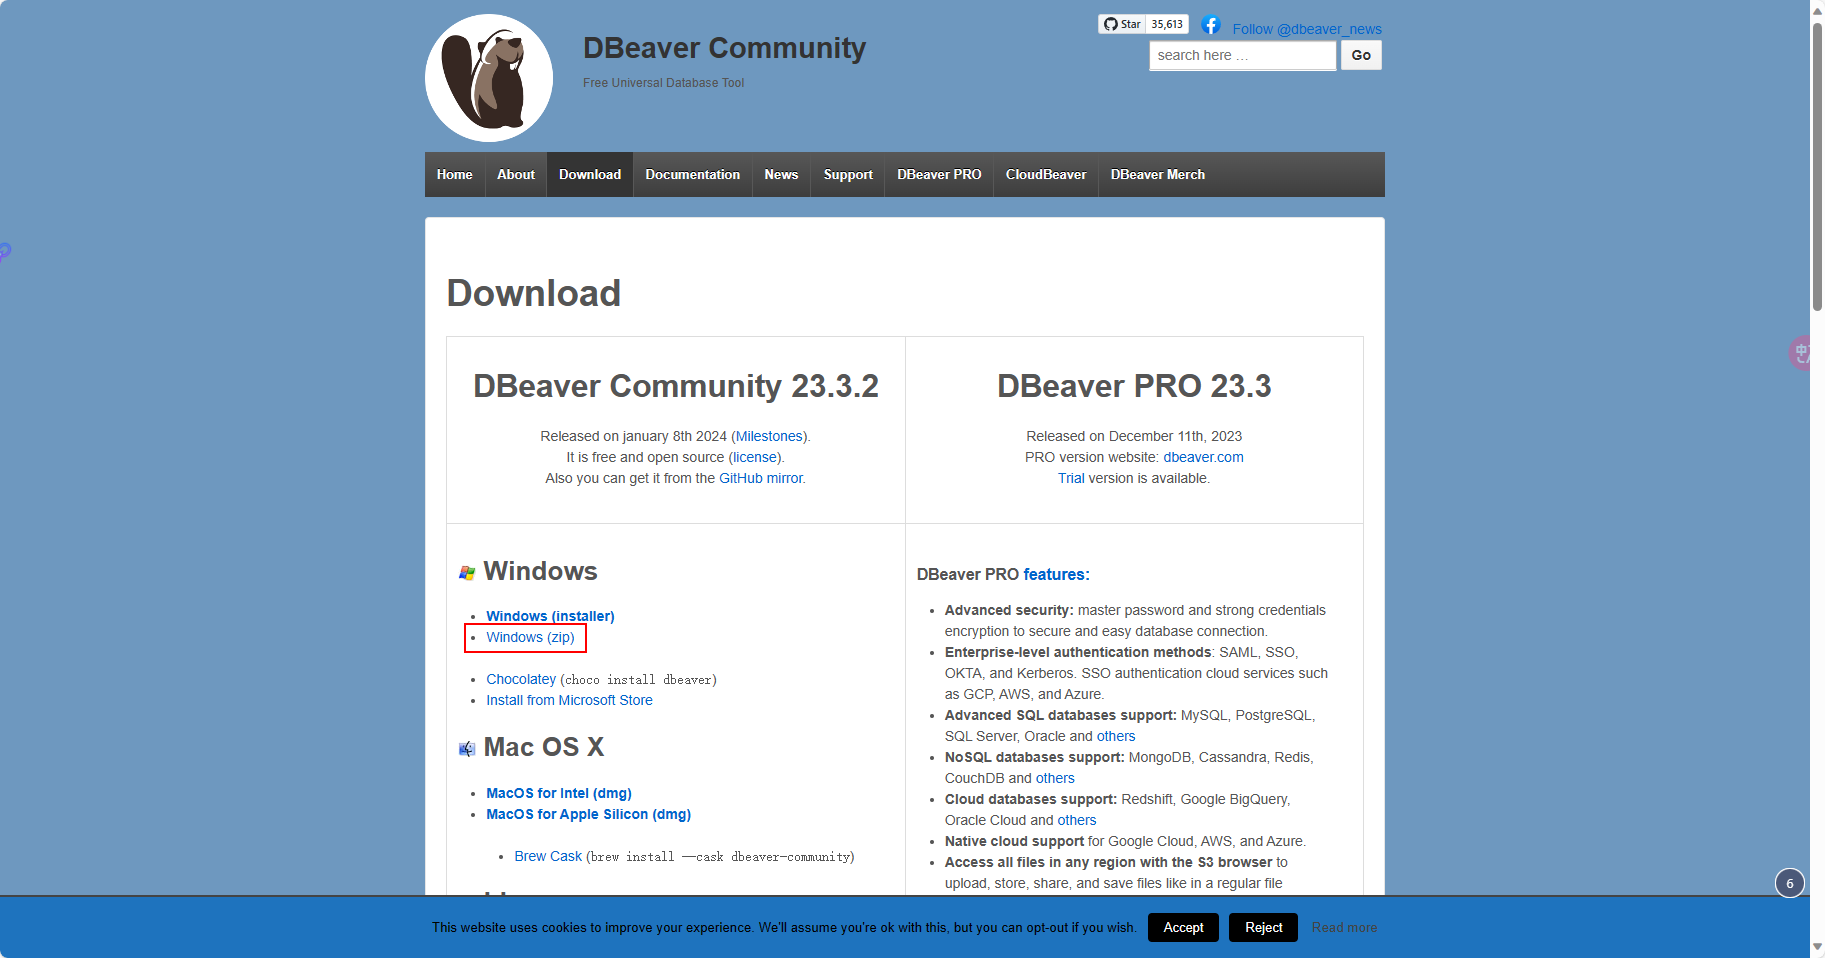 DBeaver Community
Free Universal Database Tool
Star 35,613
Follow @dbeaver_news
search here …
Go
Home About Download Documentation News Support DBeaver PRO CloudBeaver DBeaver Merch
Download
DBeaver Community 23.3.2
Released on january 8th 2024 (Milestones).
It is free and open source (license).
Also you can get it from the GitHub mirror.
DBeaver PRO 23.3
Released on December 11th, 2023
PRO version website: dbeaver.com
Trial version is available.
Windows
Windows (installer)
Windows (zip)
Chocolatey (choco install dbeaver)
Install from Microsoft Store
Mac OS X
MacOS for Intel (dmg)
MacOS for Apple Silicon (dmg)
Brew Cask (brew install —cask dbeaver-community)
DBeaver PRO features:
Advanced security: master password and strong credentials
encryption to secure and easy database connection.
Enterprise-level authentication methods: SAML, SSO,
OKTA, and Kerberos. SSO authentication cloud services such
as GCP, AWS, and Azure.
Advanced SQL databases support: MySQL, PostgreSQL,
SQL Server, Oracle and others
NoSQL databases support: MongoDB, Cassandra, Redis,
CouchDB and others
Cloud databases support: Redshift, Google BigQuery,
Oracle Cloud and others
Native cloud support for Google Cloud, AWS, and Azure.
Access all files in any region with the S3 browser to
upload, store, share, and save files like in a regular file
6
This website uses cookies to improve your experience. We'll assume you're ok with this, but you can opt-out if you wish.
Accept Reject Read more